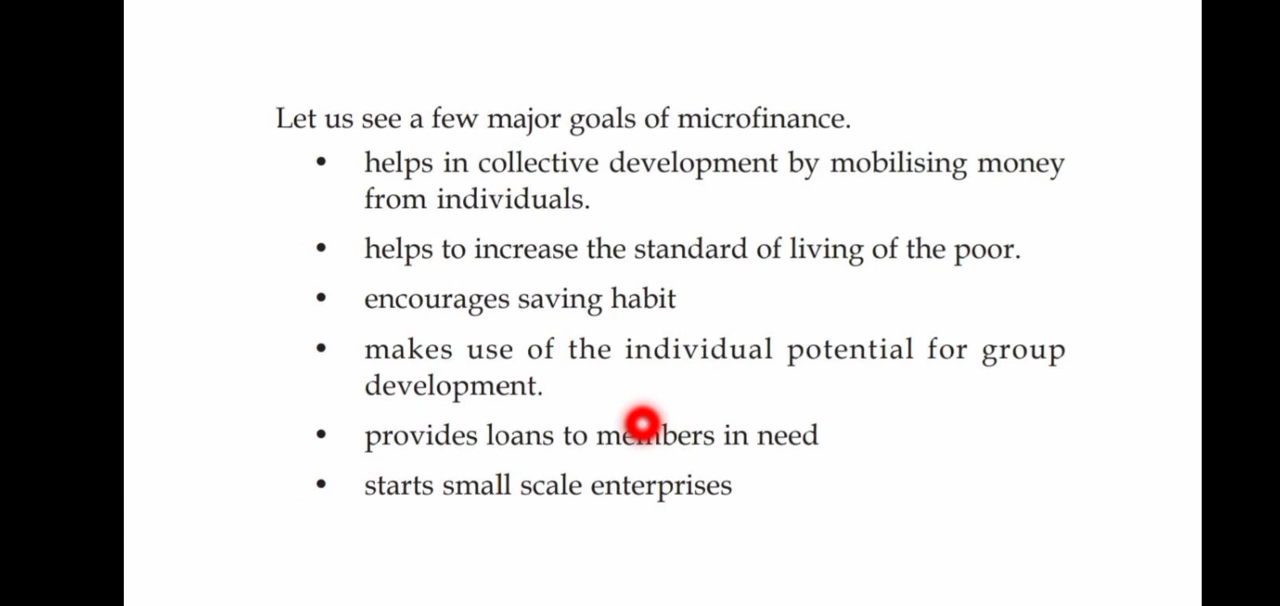 Let us see a few major goals of microfinance.
• helps in collective development by mobilising money
from individuals.
• helps to increase the standard of living of the poor.
• encourages saving habit
• makes use of the individual potential for group
development.
• provides loans to members in need
• starts small scale enterprises